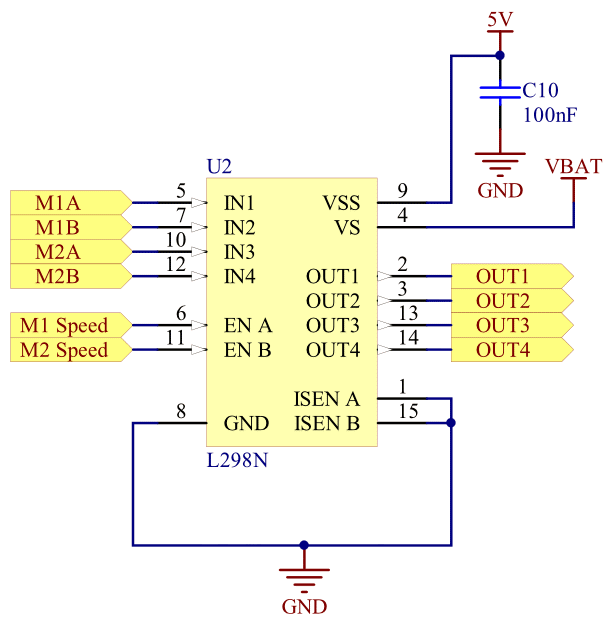 5V
C10
100nF
GND
VBAT
U2
M1A 5 IN1 VSS 9
M1B 7 IN2 VS 4
M2A 10 IN3
M2B 12 IN4 OUT1 2 OUT1
OUT2 3 OUT2
M1 Speed 6 EN A OUT3 13 OUT3
M2 Speed 11 EN B OUT4 14 OUT4
ISEN A 1
8 GND ISEN B 15
L298N
GND